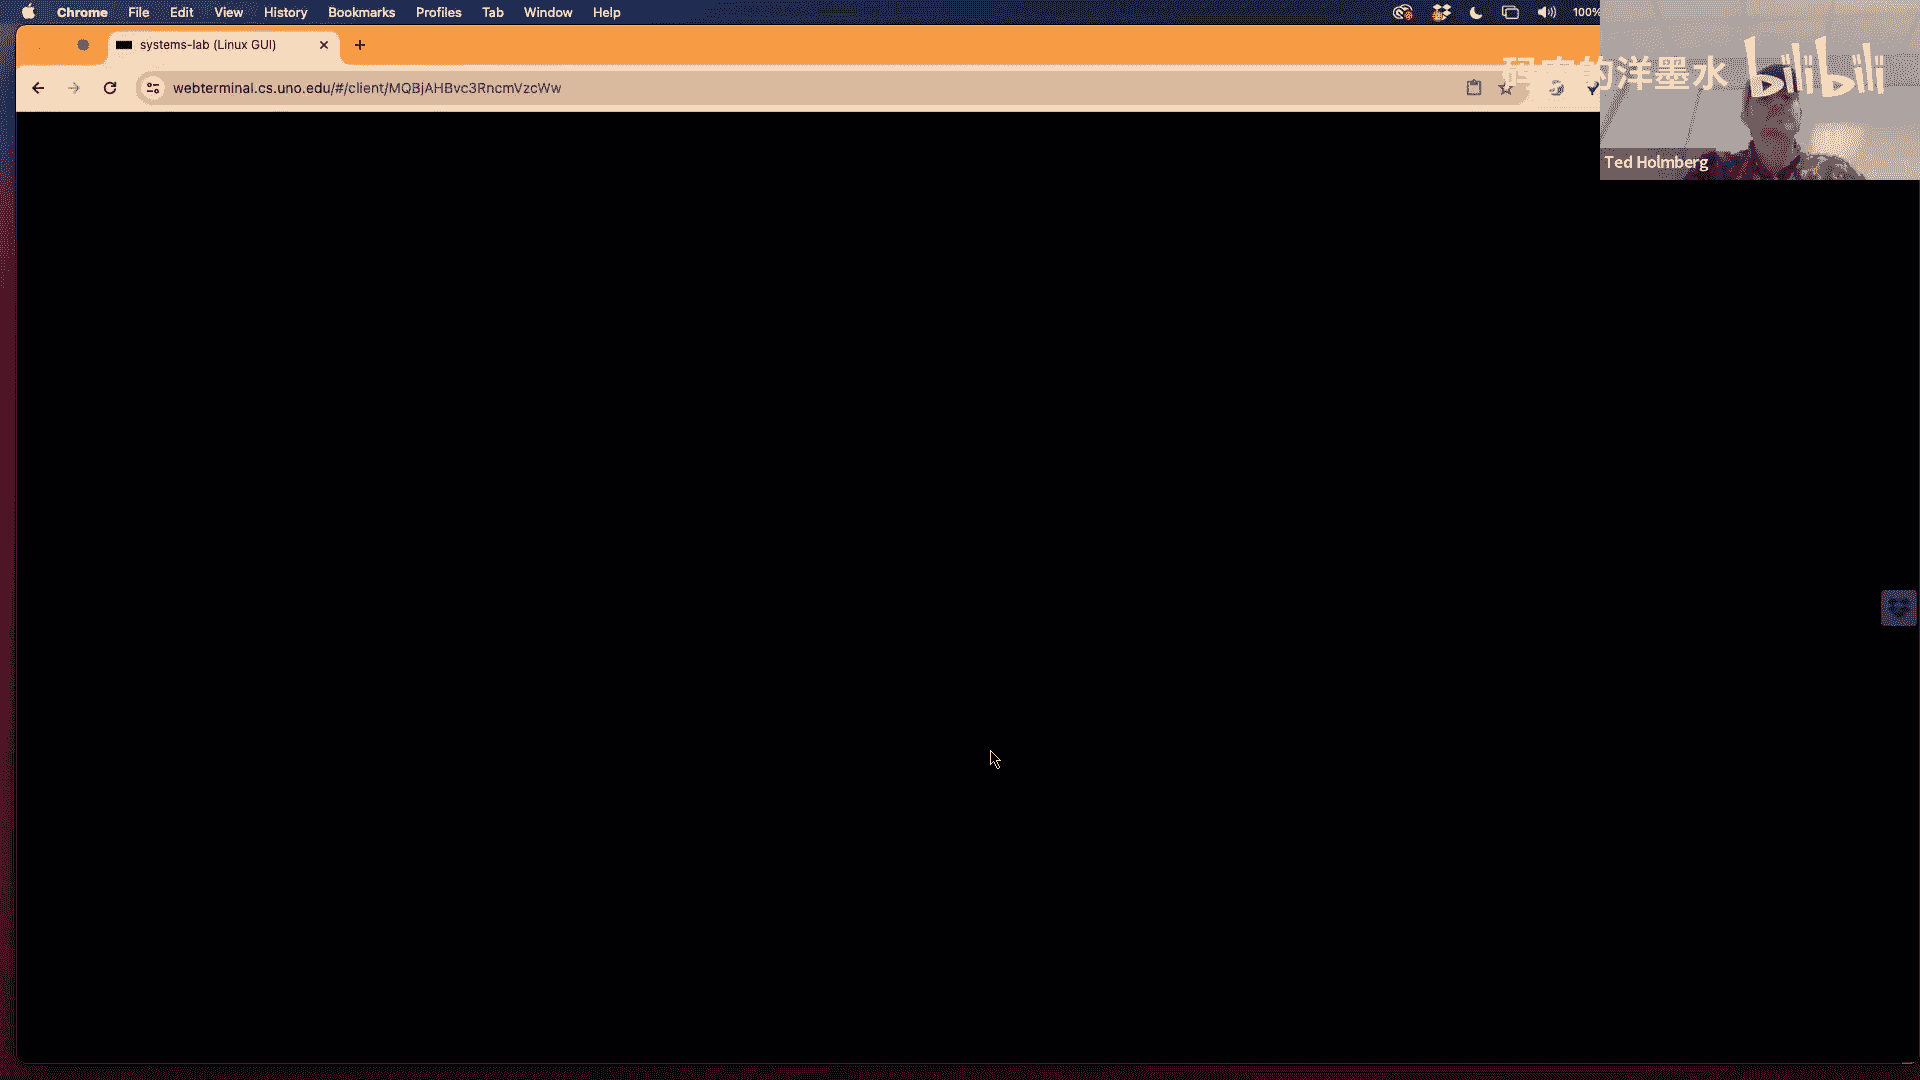 Chrome File Edit View History Bookmarks Profiles Tab Window Help 100%
systems-lab (Linux GUI)
webterminal.cs.uno.edu/#/client/MQBjAHBvc3RncmVzcWw
的洋墨水 bilibili
Ted Holmberg